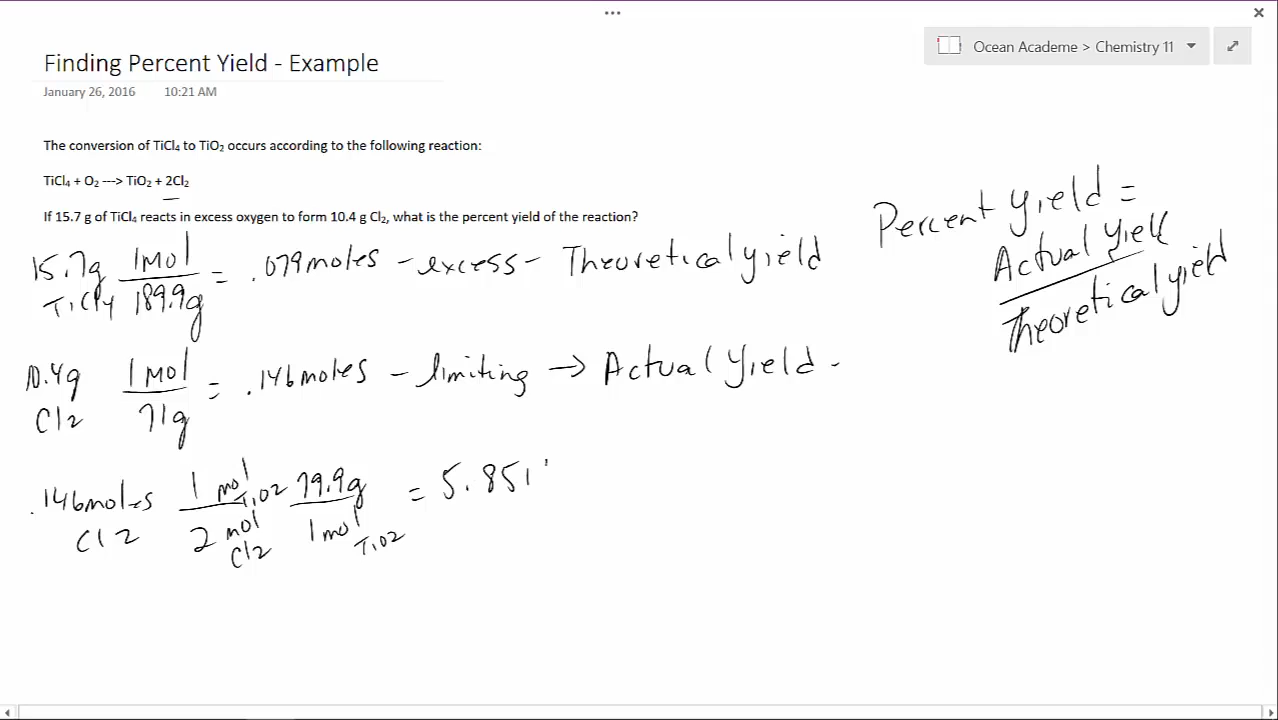 Ocean Academe > Chemistry 11
Finding Percent Yield - Example
January 26, 2016 10:21 AM
The conversion of TiCl₄ to TiO₂ occurs according to the following reaction:
TiCl₄ + O₂ ---> TiO₂ + 2Cl₂
If 15.7 g of TiCl₄ reacts in excess oxygen to form 10.4 g Cl₂, what is the percent yield of the reaction?
Percent Yield =
Actual Yield
Theoretical yield
15.7g 1Mol = .079moles - excess - Theoretical yield
TiCl4 189.9g
10.4g 1 Mol = .146moles - limiting → Actual Yield -
Cl2 71g
.146moles 1 mol TiO2 79.9g = 5.851
Cl2 2 mol Cl2 1mol TiO2